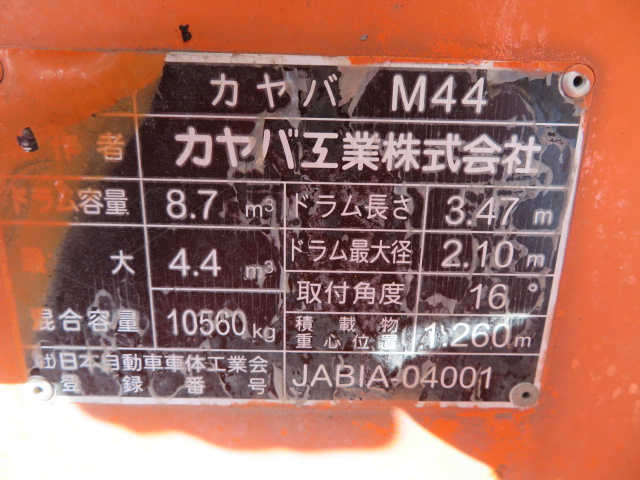 カヤバ M44
者 カヤバ工業株式会社
ドラム容量 8.7 m³ ドラム長さ 3.47 m
大 4.4 m³ ドラム最大径 2.10 m
取付角度 16°
混合容量 10560kg 積載物重心位置 1.260m
日本自動車車体工業会
登録番号 JABIA-04001